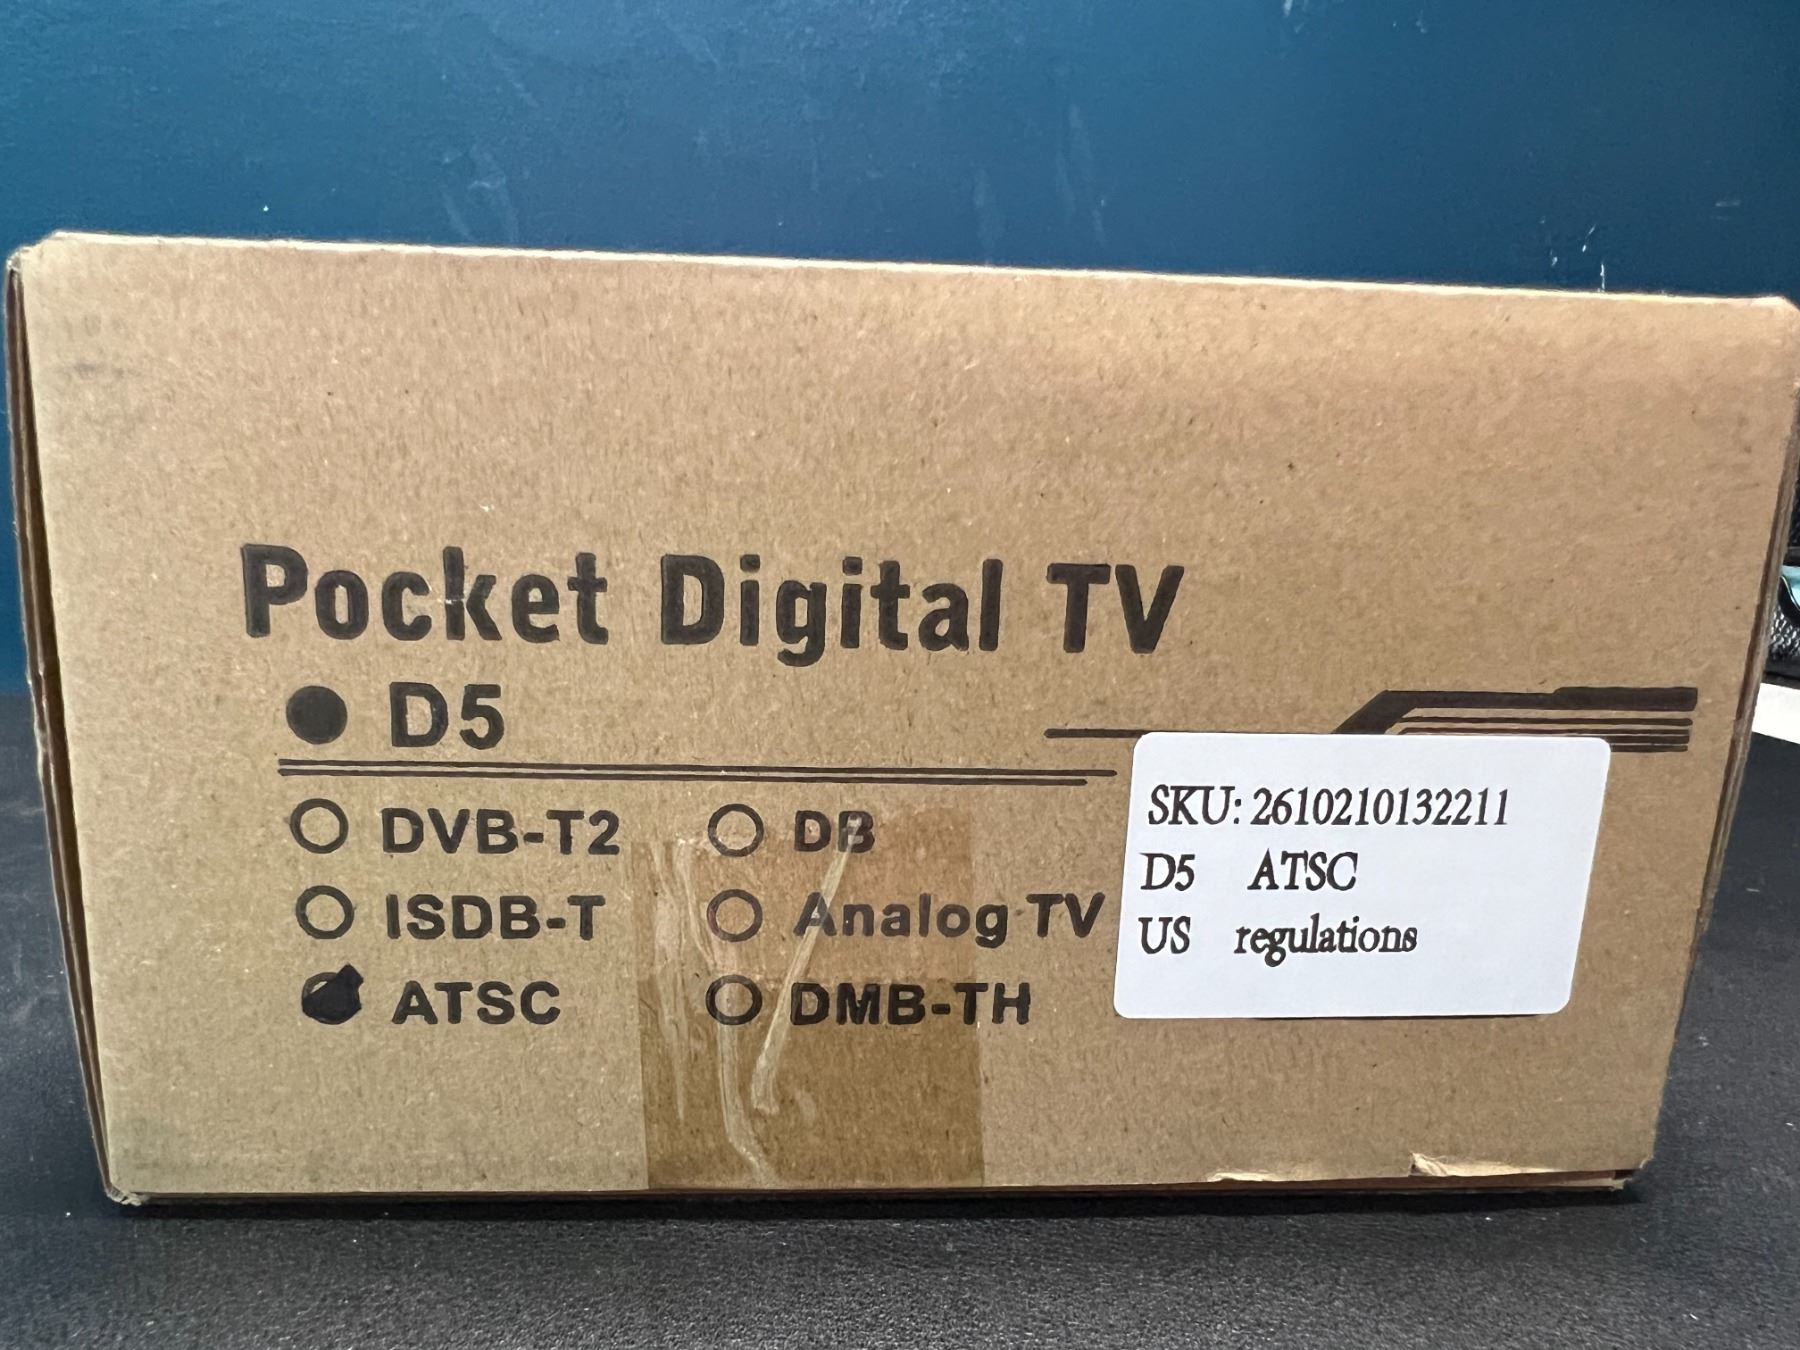 Pocket Digital TV
D5
DVB-T2
DB
ISDB-T
Analog TV
ATSC
DMB-TH
SKU: 2610210132211
D5 ATSC
US regulations